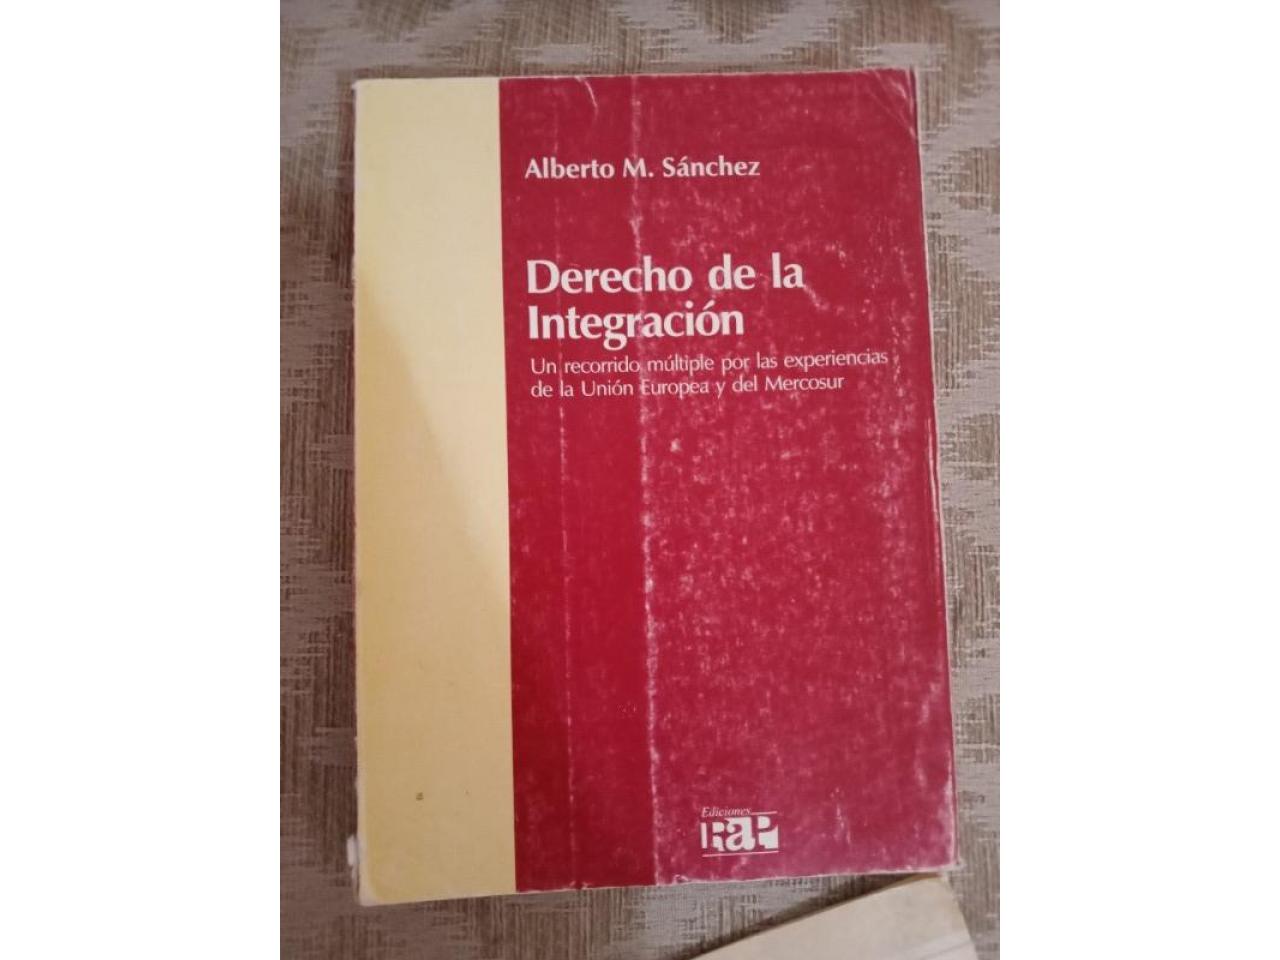 Alberto M. Sánchez
Derecho de la
Integración
Un recorrido múltiple por las experiencias
de la Unión Europea y del Mercosur
Ediciones
RaP